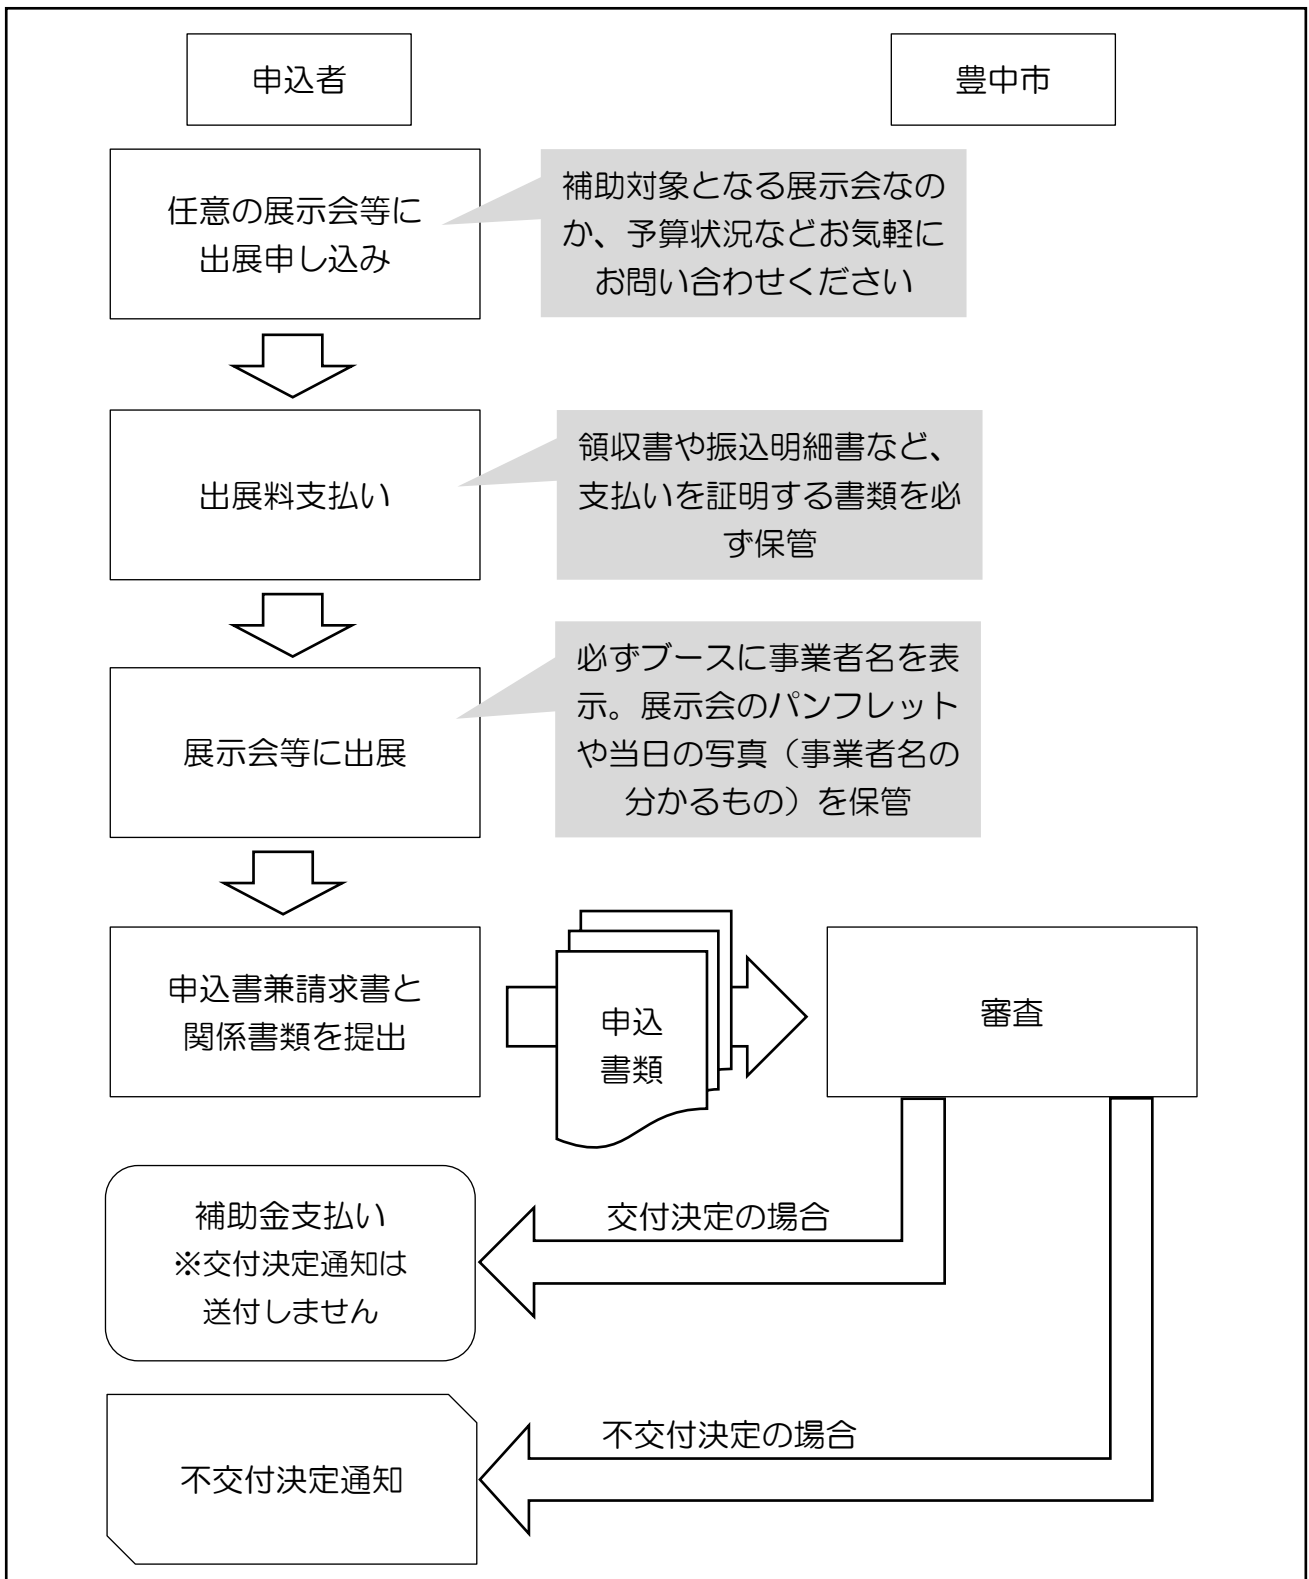 申込者
豊中市
任意の展示会等に
出展申し込み
補助対象となる展示会なの
か、予算状況などお気軽に
お問い合わせください
出展料支払い
領収書や振込明細書など、
支払いを証明する書類を必
ず保管
展示会等に出展
必ずブースに事業者名を表
示。展示会のパンフレット
や当日の写真（事業者名の
分かるもの）を保管
申込書兼請求書と
関係書類を提出
申込
書類
審査
交付決定の場合
補助金支払い
※交付決定通知は
送付しません
不交付決定の場合
不交付決定通知